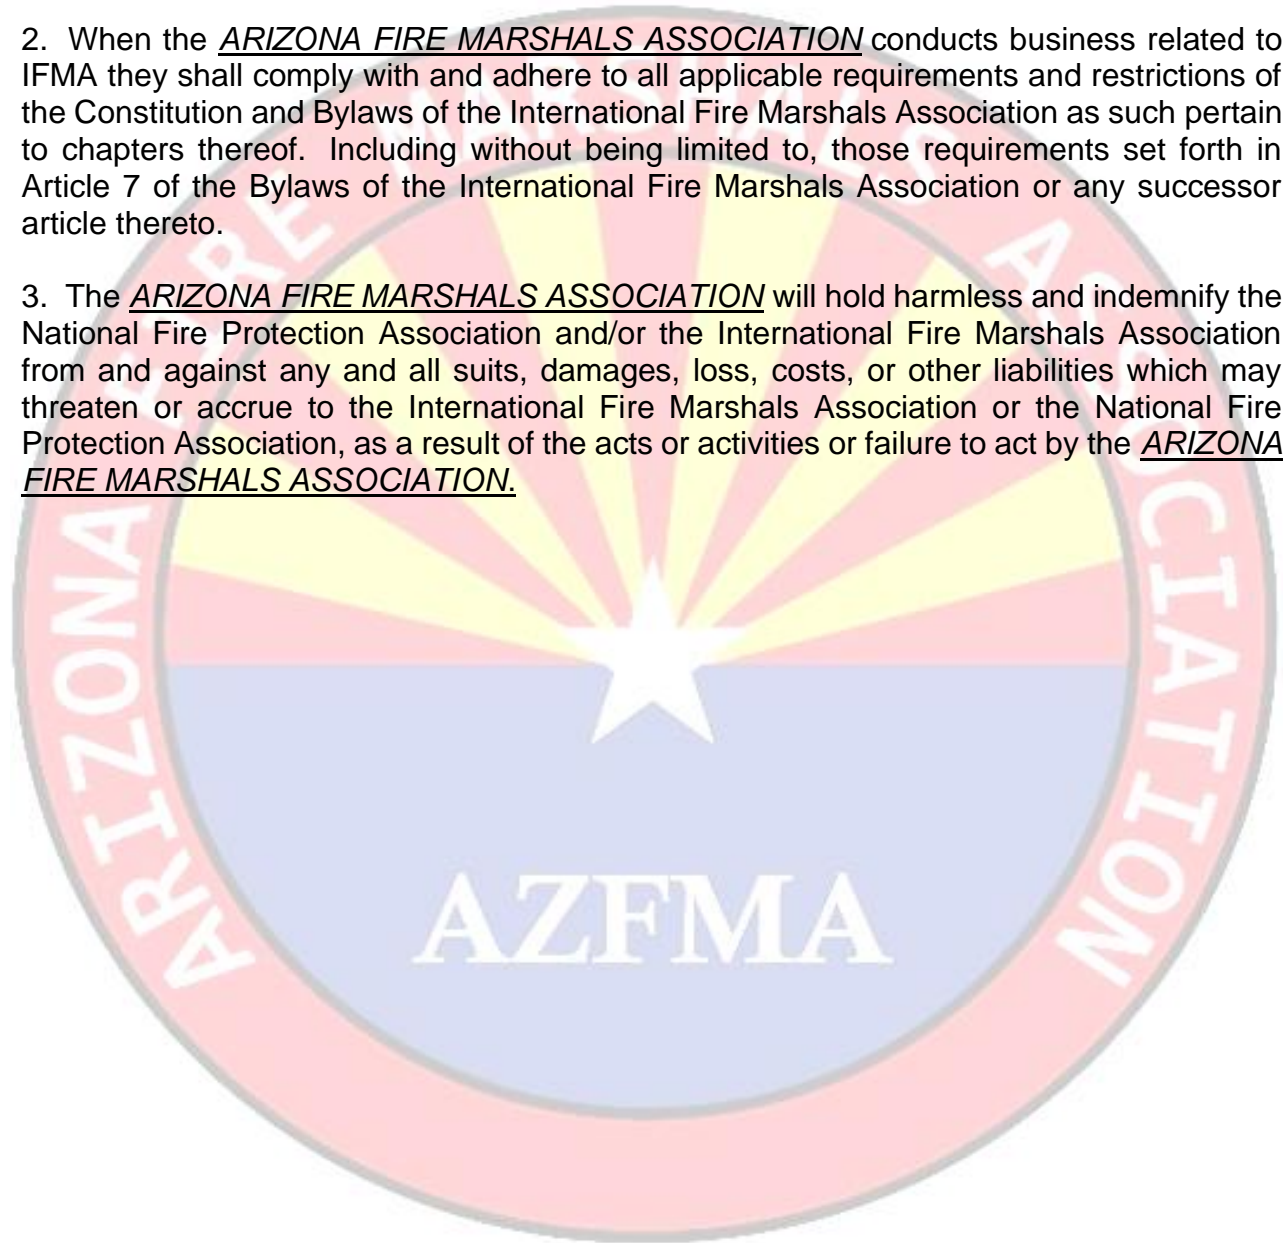 2. When the ARIZONA FIRE MARSHALS ASSOCIATION conducts business related to
IFMA they shall comply with and adhere to all applicable requirements and restrictions of
the Constitution and Bylaws of the International Fire Marshals Association as such pertain
to chapters thereof. Including without being limited to, those requirements set forth in
Article 7 of the Bylaws of the International Fire Marshals Association or any successor
article thereto.
3. The ARIZONA FIRE MARSHALS ASSOCIATION will hold harmless and indemnify the
National Fire Protection Association and/or the International Fire Marshals Association
from and against any and all suits, damages, loss, costs, or other liabilities which may
threaten or accrue to the International Fire Marshals Association or the National Fire
Protection Association, as a result of the acts or activities or failure to act by the ARIZONA
FIRE MARSHALS ASSOCIATION.
ARIZONA FIRE MARSHALS ASSOCIATION
AZFMA